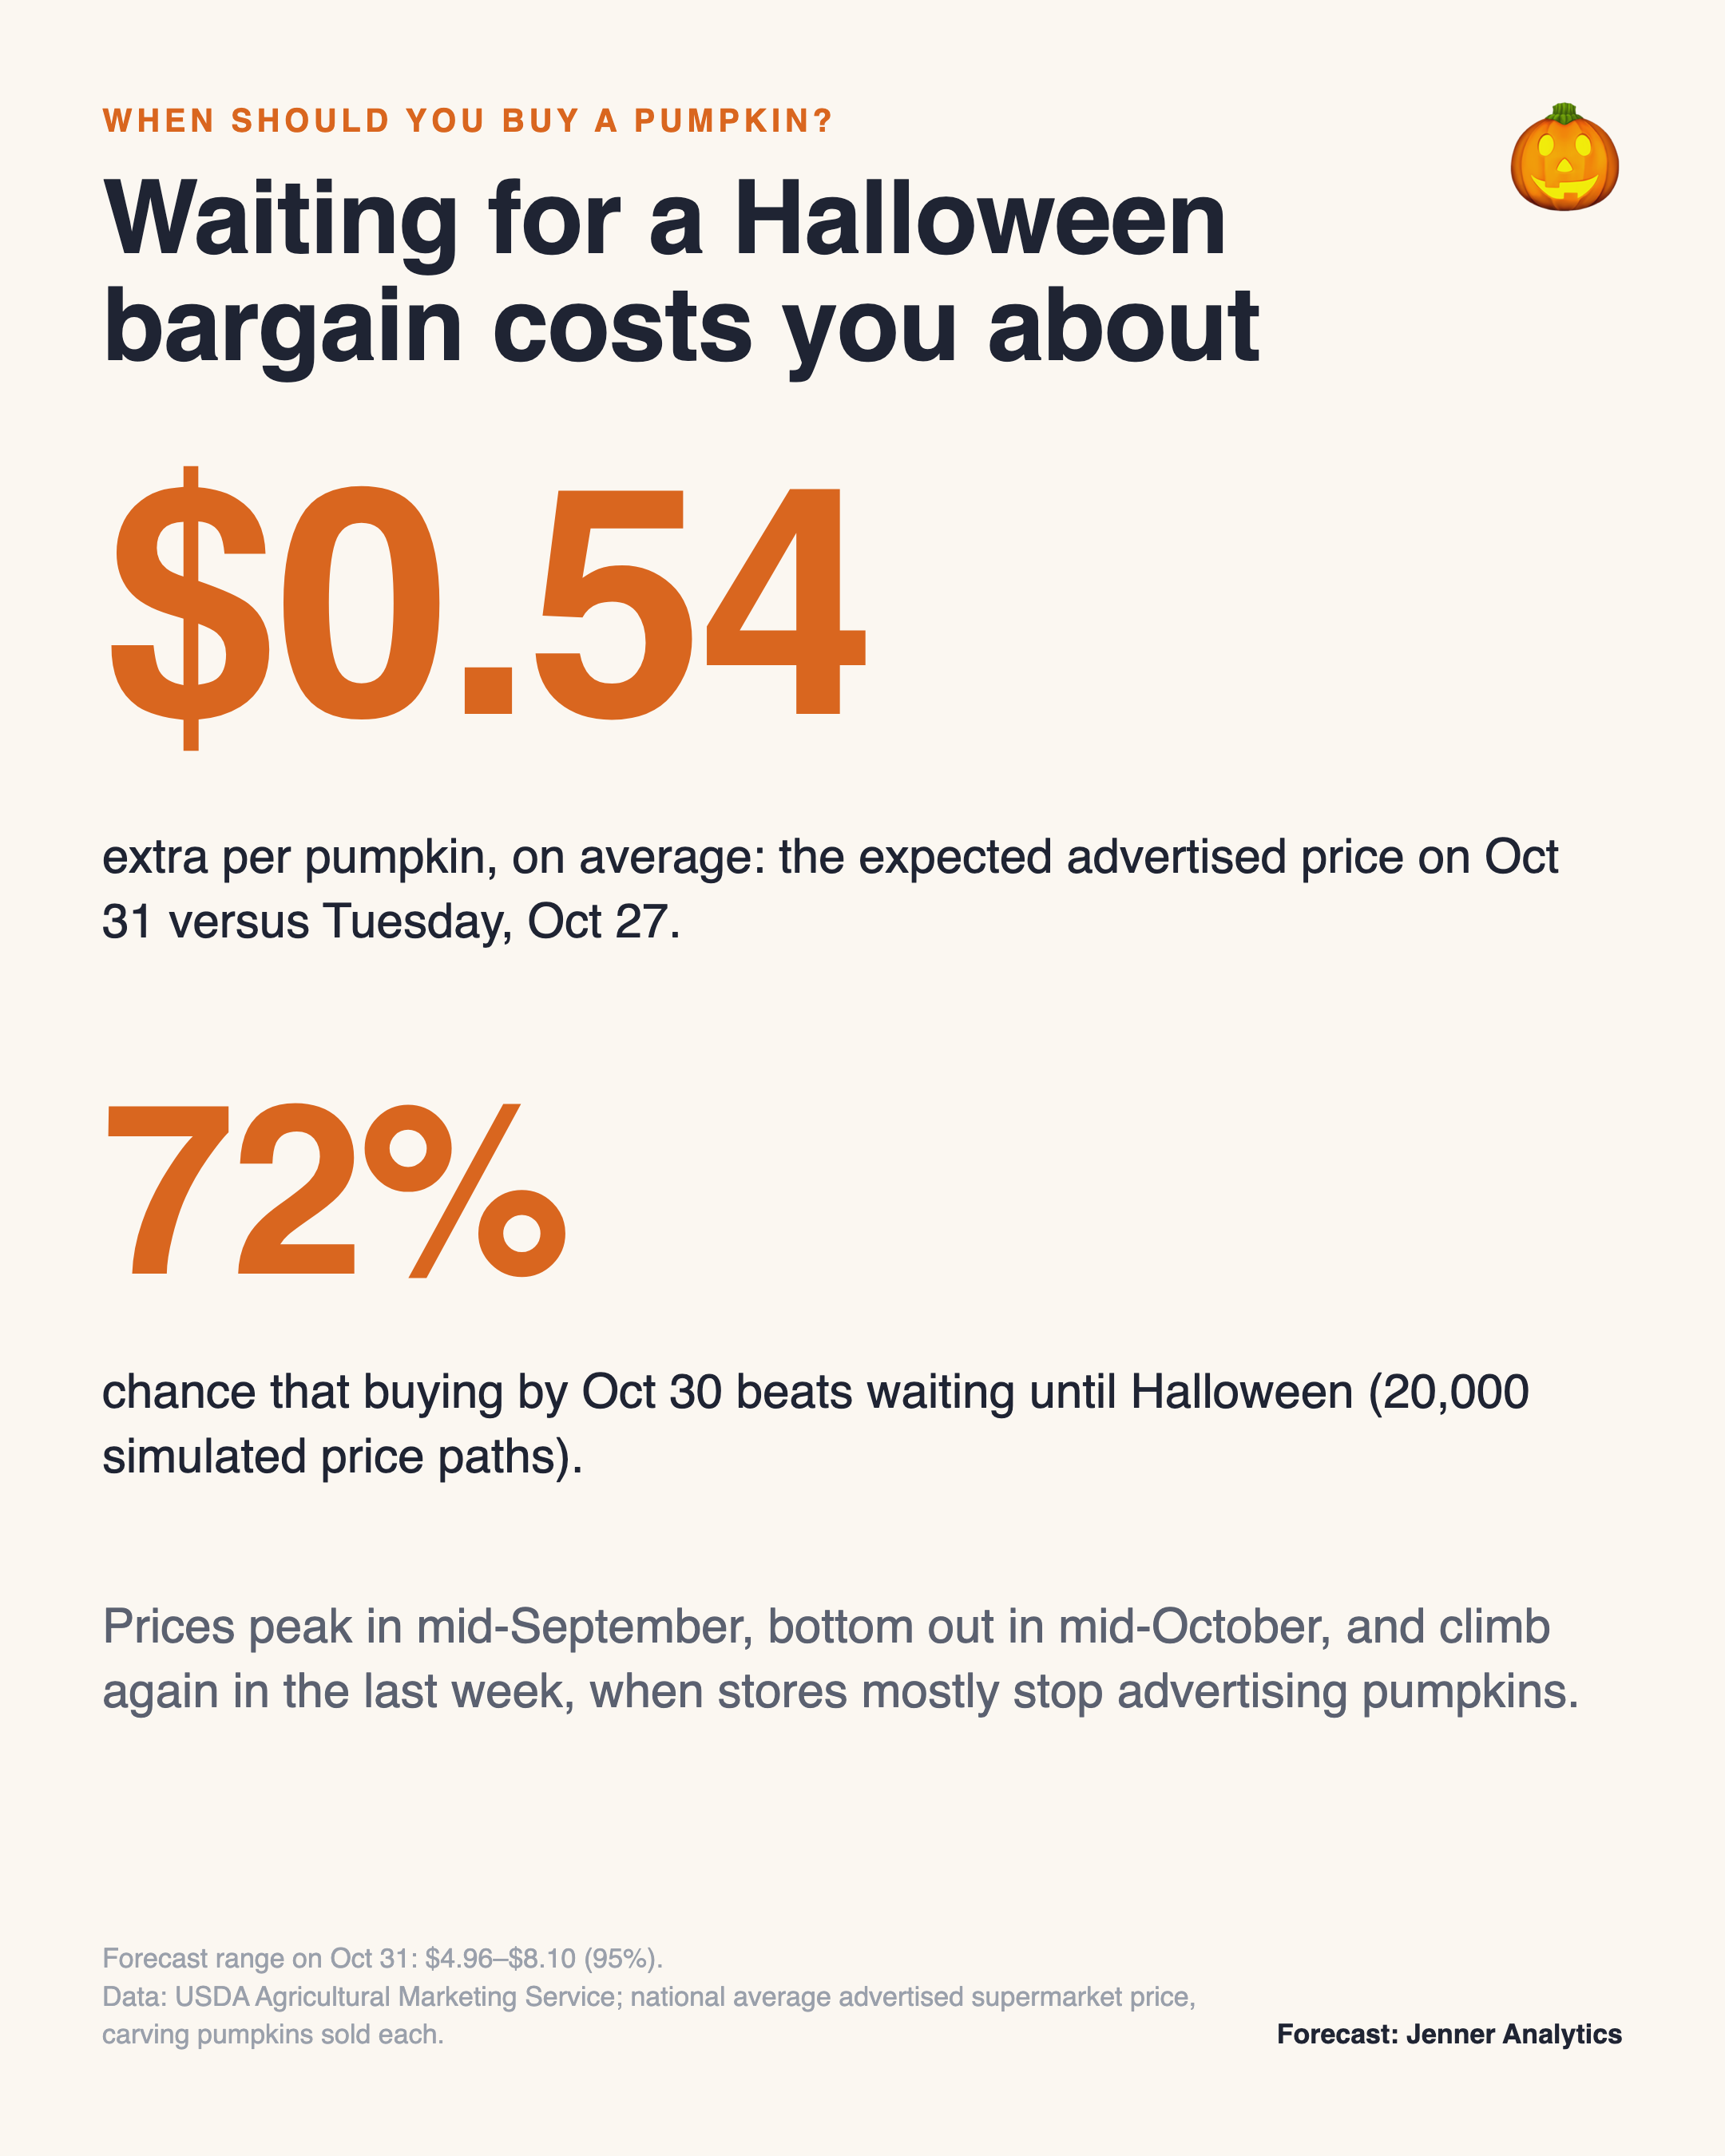 WHEN SHOULD YOU BUY A PUMPKIN?
Waiting for a Halloween
bargain costs you about
$0.54
extra per pumpkin, on average: the expected advertised price on Oct
31 versus Tuesday, Oct 27.
72%
chance that buying by Oct 30 beats waiting until Halloween (20,000
simulated price paths).
Prices peak in mid-September, bottom out in mid-October, and climb
again in the last week, when stores mostly stop advertising pumpkins.
Forecast range on Oct 31: $4.96–$8.10 (95%).
Data: USDA Agricultural Marketing Service; national average advertised supermarket price,
carving pumpkins sold each.
Forecast: Jenner Analytics